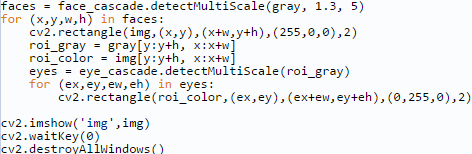 faces = face_cascade.detectMultiScale(gray, 1.3, 5)
for (x,y,w,h) in faces:
    cv2.rectangle(img,(x,y),(x+w,y+h),(255,0,0),2)
    roi_gray = gray[y:y+h, x:x+w]
    roi_color = img[y:y+h, x:x+w]
    eyes = eye_cascade.detectMultiScale(roi_gray)
    for (ex,ey,ew,eh) in eyes:
        cv2.rectangle(roi_color,(ex,ey),(ex+ew,ey+eh),(0,255,0),2)

cv2.imshow('img',img)
cv2.waitKey(0)
cv2.destroyAllWindows()